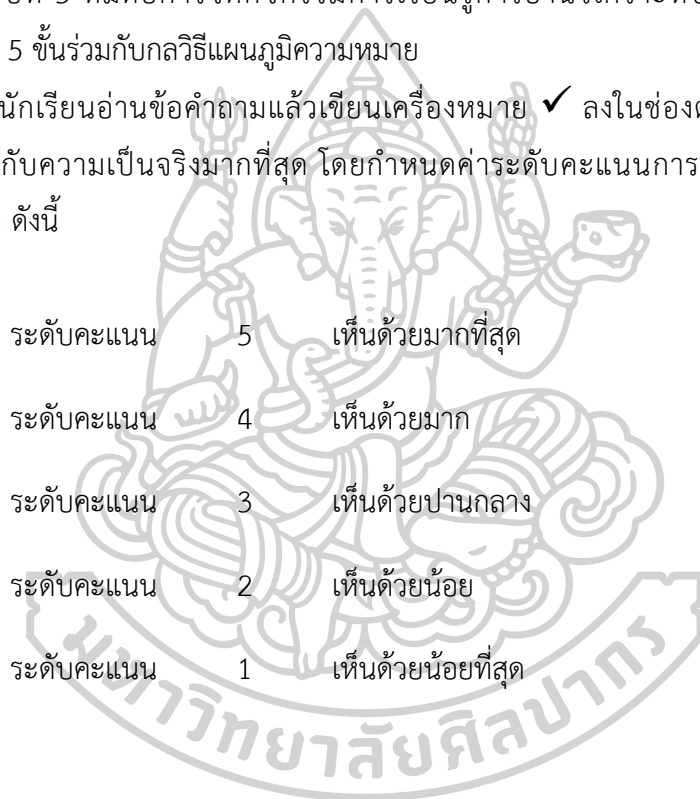 5 ขั้นร่วมกับกลวิธีแผนภูมิความหมาย
นักเรียนอ่านข้อคำถามแล้วเขียนเครื่องหมาย ✓ ลงในช่อง
กับความเป็นจริงมากที่สุด โดยกำหนดค่าระดับคะแนนการ
ดังนี้
ระดับคะแนน 5 เห็นด้วยมากที่สุด
ระดับคะแนน 4 เห็นด้วยมาก
ระดับคะแนน 3 เห็นด้วยปานกลาง
ระดับคะแนน 2 เห็นด้วยน้อย
ระดับคะแนน 1 เห็นด้วยน้อยที่สุด
มหาวิทยาลัยศิลปากร